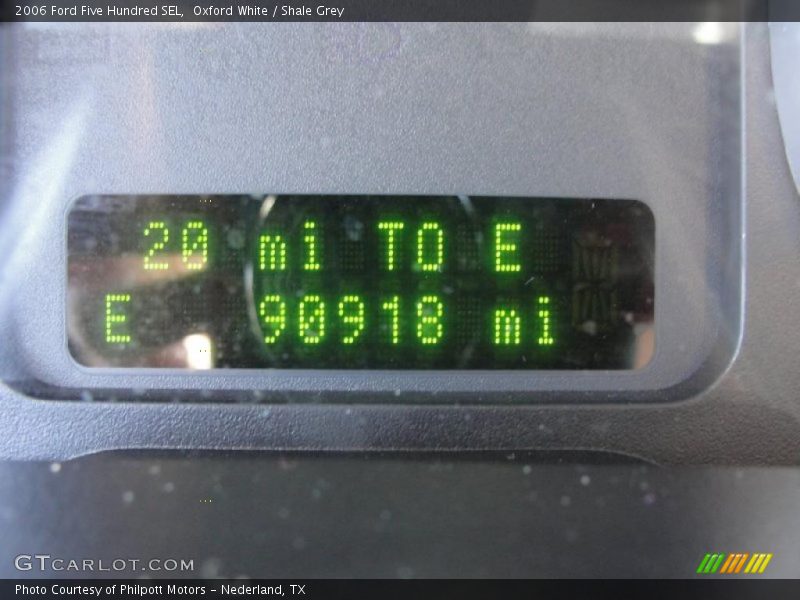 2006 Ford Five Hundred SEL, Oxford White / Shale Grey
20 mi TO E
E 90918 mi
GTCARLOT.COM
Photo Courtesy of Philpott Motors - Nederland, TX